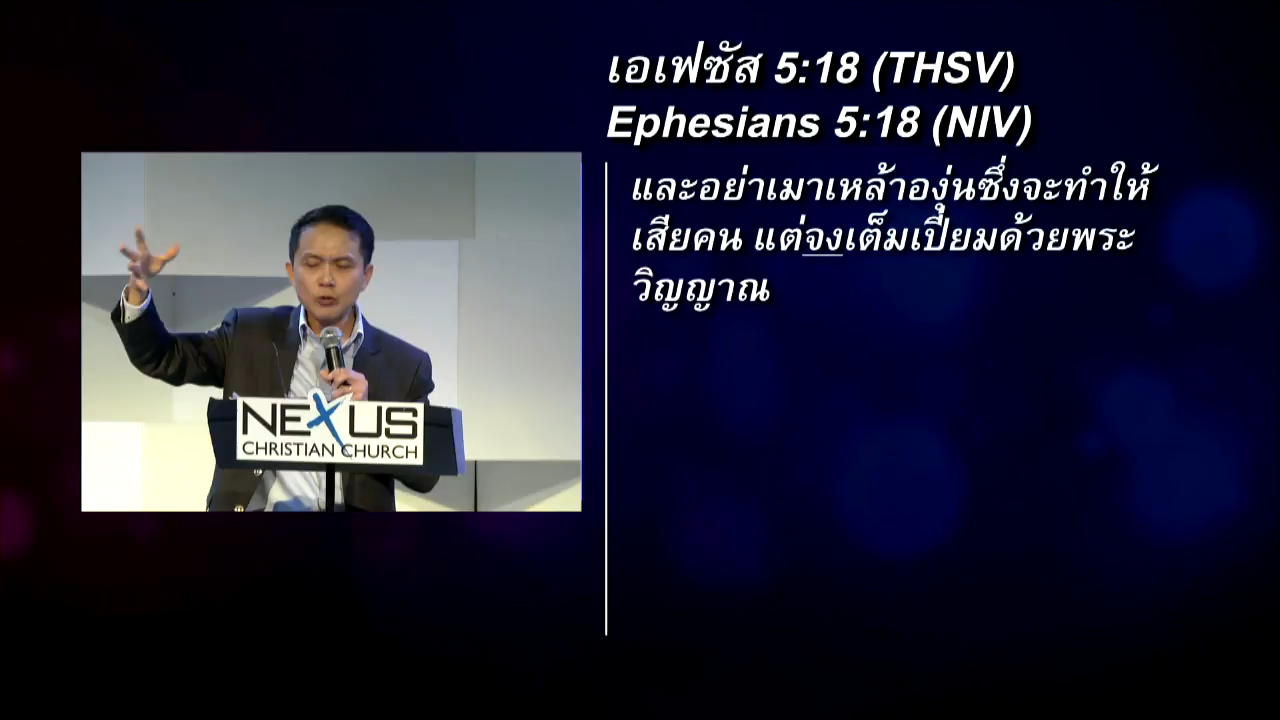 เอเฟซัส 5:18 (THSV)
Ephesians 5:18 (NIV)
และอย่าเมาเหล้าองุ่นซึ่งจะทำให้
เสียคน แต่จงเต็มเปี่ยมด้วยพระ
วิญญาณ
NEXUS
CHRISTIAN CHURCH